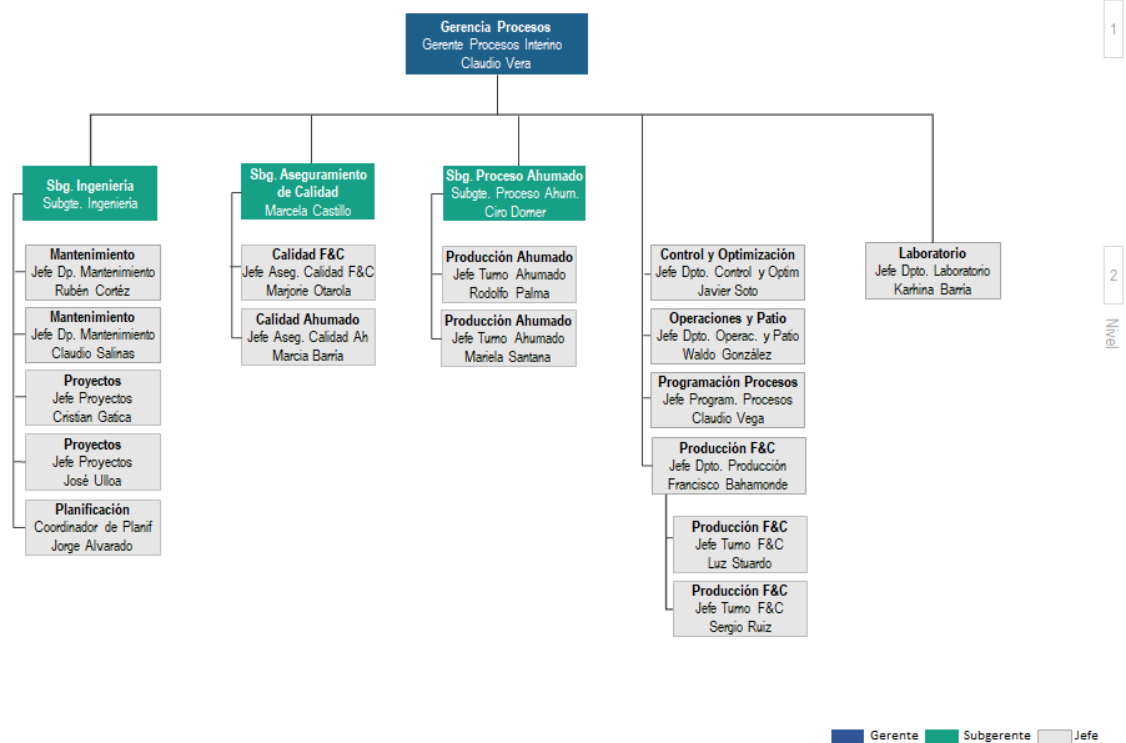 Gerencia Procesos
Gerente Procesos Interino
Claudio Vera
1
Sbg. Ingenieria
Subgte. Ingenieria
Mantenimiento
Jefe Dp. Mantenimiento
Rubén Cortéz
Mantenimiento
Jefe Dp. Mantenimiento
Claudio Salinas
Proyectos
Jefe Proyectos
Cristian Gatica
Proyectos
Jefe Proyectos
José Ulloa
Planificación
Coordinador de Planif
Jorge Alvarado
Sbg. Aseguramiento
de Calidad
Marcela Castillo
Calidad F&C
Jefe Aseg. Calidad F&C
Marjorie Otarola
Calidad Ahumado
Jefe Aseg. Calidad Ah
Marcia Barria
Sbg. Proceso Ahumado
Subgte. Proceso Ahum.
Ciro Dorner
Producción Ahumado
Jefe Turno Ahumado
Rodolfo Palma
Producción Ahumado
Jefe Turno Ahumado
Mariela Santana
Control y Optimización
Jefe Dpto. Control y Optim
Javier Soto
Operaciones y Patio
Jefe Dpto. Operac. y Patio
Waldo González
Programación Procesos
Jefe Program. Procesos
Claudio Vega
Producción F&C
Jefe Dpto. Producción
Francisco Bahamonde
Producción F&C
Jefe Turno F&C
Luz Stuardo
Producción F&C
Jefe Turno F&C
Sergio Ruiz
Laboratorio
Jefe Dpto. Laboratorio
Karhina Barría
2
Nivel
Gerente Subgerente Jefe